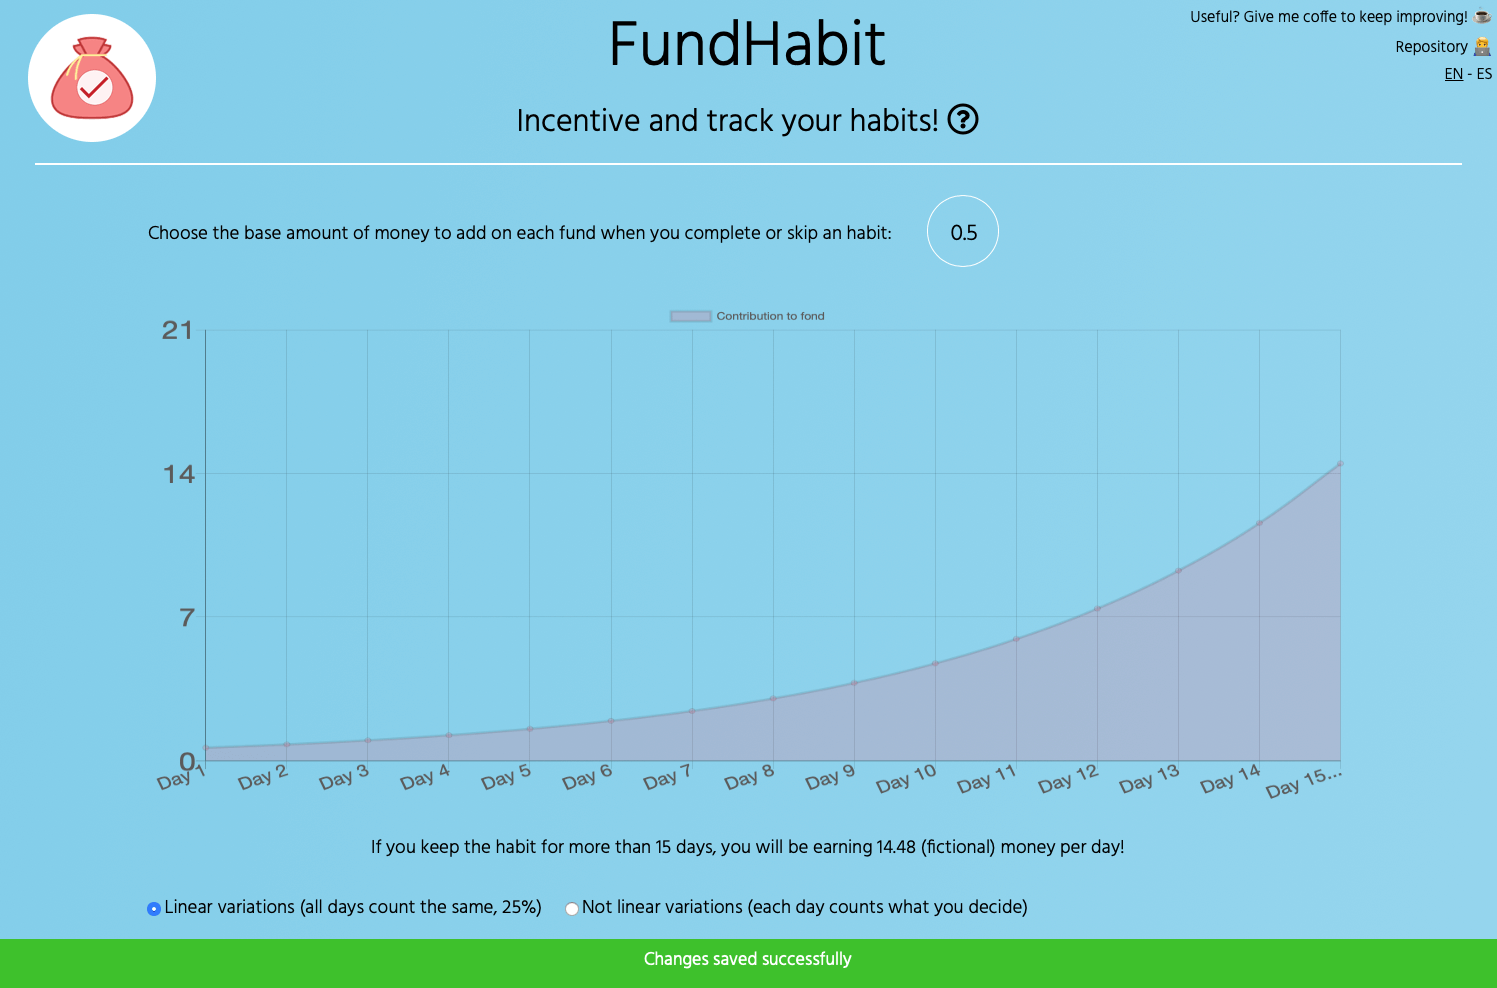 FundHabit
Useful? Give me coffe to keep improving! ☕
Repository 🧑‍💻
EN - ES
Incentive and track your habits! ?
Choose the base amount of money to add on each fund when you complete or skip an habit: 0.5
Contribution to fond
21
14
7
0
Day 1 Day 2 Day 3 Day 4 Day 5 Day 6 Day 7 Day 8 Day 9 Day 10 Day 11 Day 12 Day 13 Day 14 Day 15...
If you keep the habit for more than 15 days, you will be earning 14.48 (fictional) money per day!
Linear variations (all days count the same, 25%) Not linear variations (each day counts what you decide)
Changes saved successfully